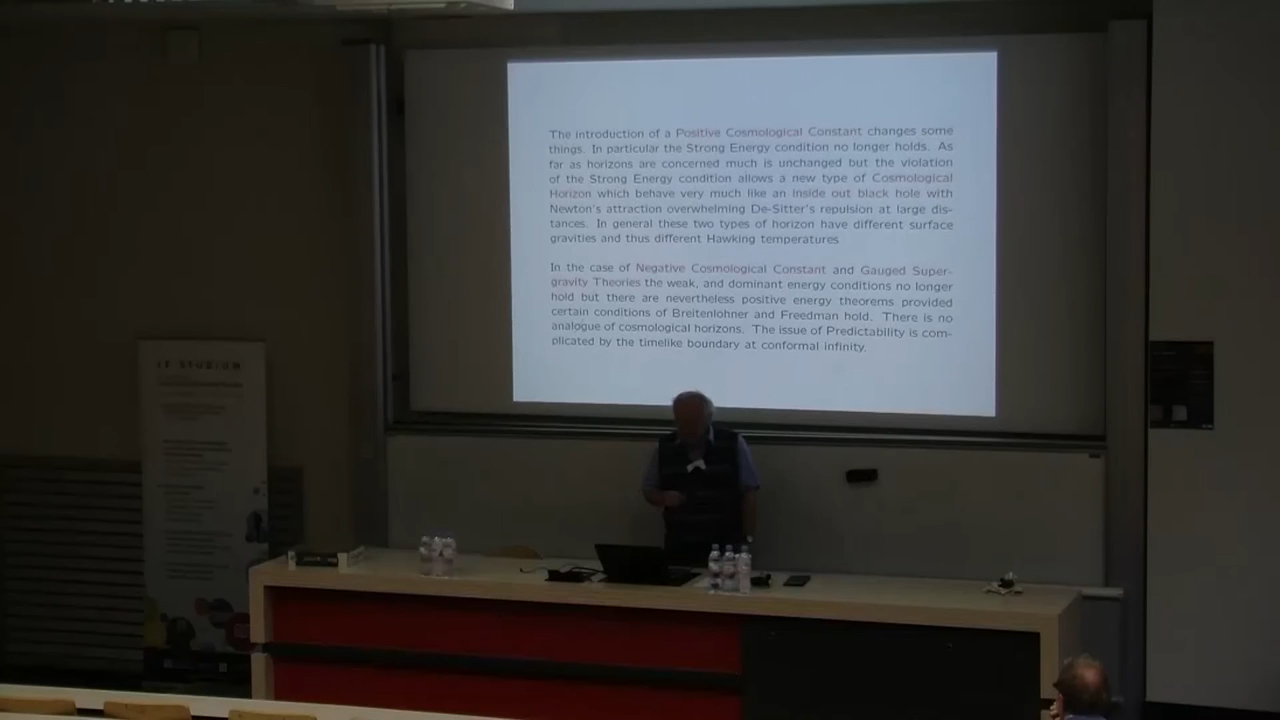 The introduction of a Positive Cosmological Constant changes some
things. In particular the Strong Energy condition no longer holds. As
far as horizons are concerned much is unchanged but the violation
of the Strong Energy condition allows a new type of Cosmological
Horizon which behave very much like an inside out black hole with
Newton's attraction overwhelming De-Sitter's repulsion at large dis-
tances. In general these two types of horizon have different surface
gravities and thus different Hawking temperatures
In the case of Negative Cosmological Constant and Gauged Super-
gravity Theories the weak, and dominant energy conditions no longer
hold but there are nevertheless positive energy theorems provided
certain conditions of Breitenlohner and Freedman hold. There is no
analogue of cosmological horizons. The issue of Predictability is com-
plicated by the timelike boundary at conformal infinity.
LE STUDIUM